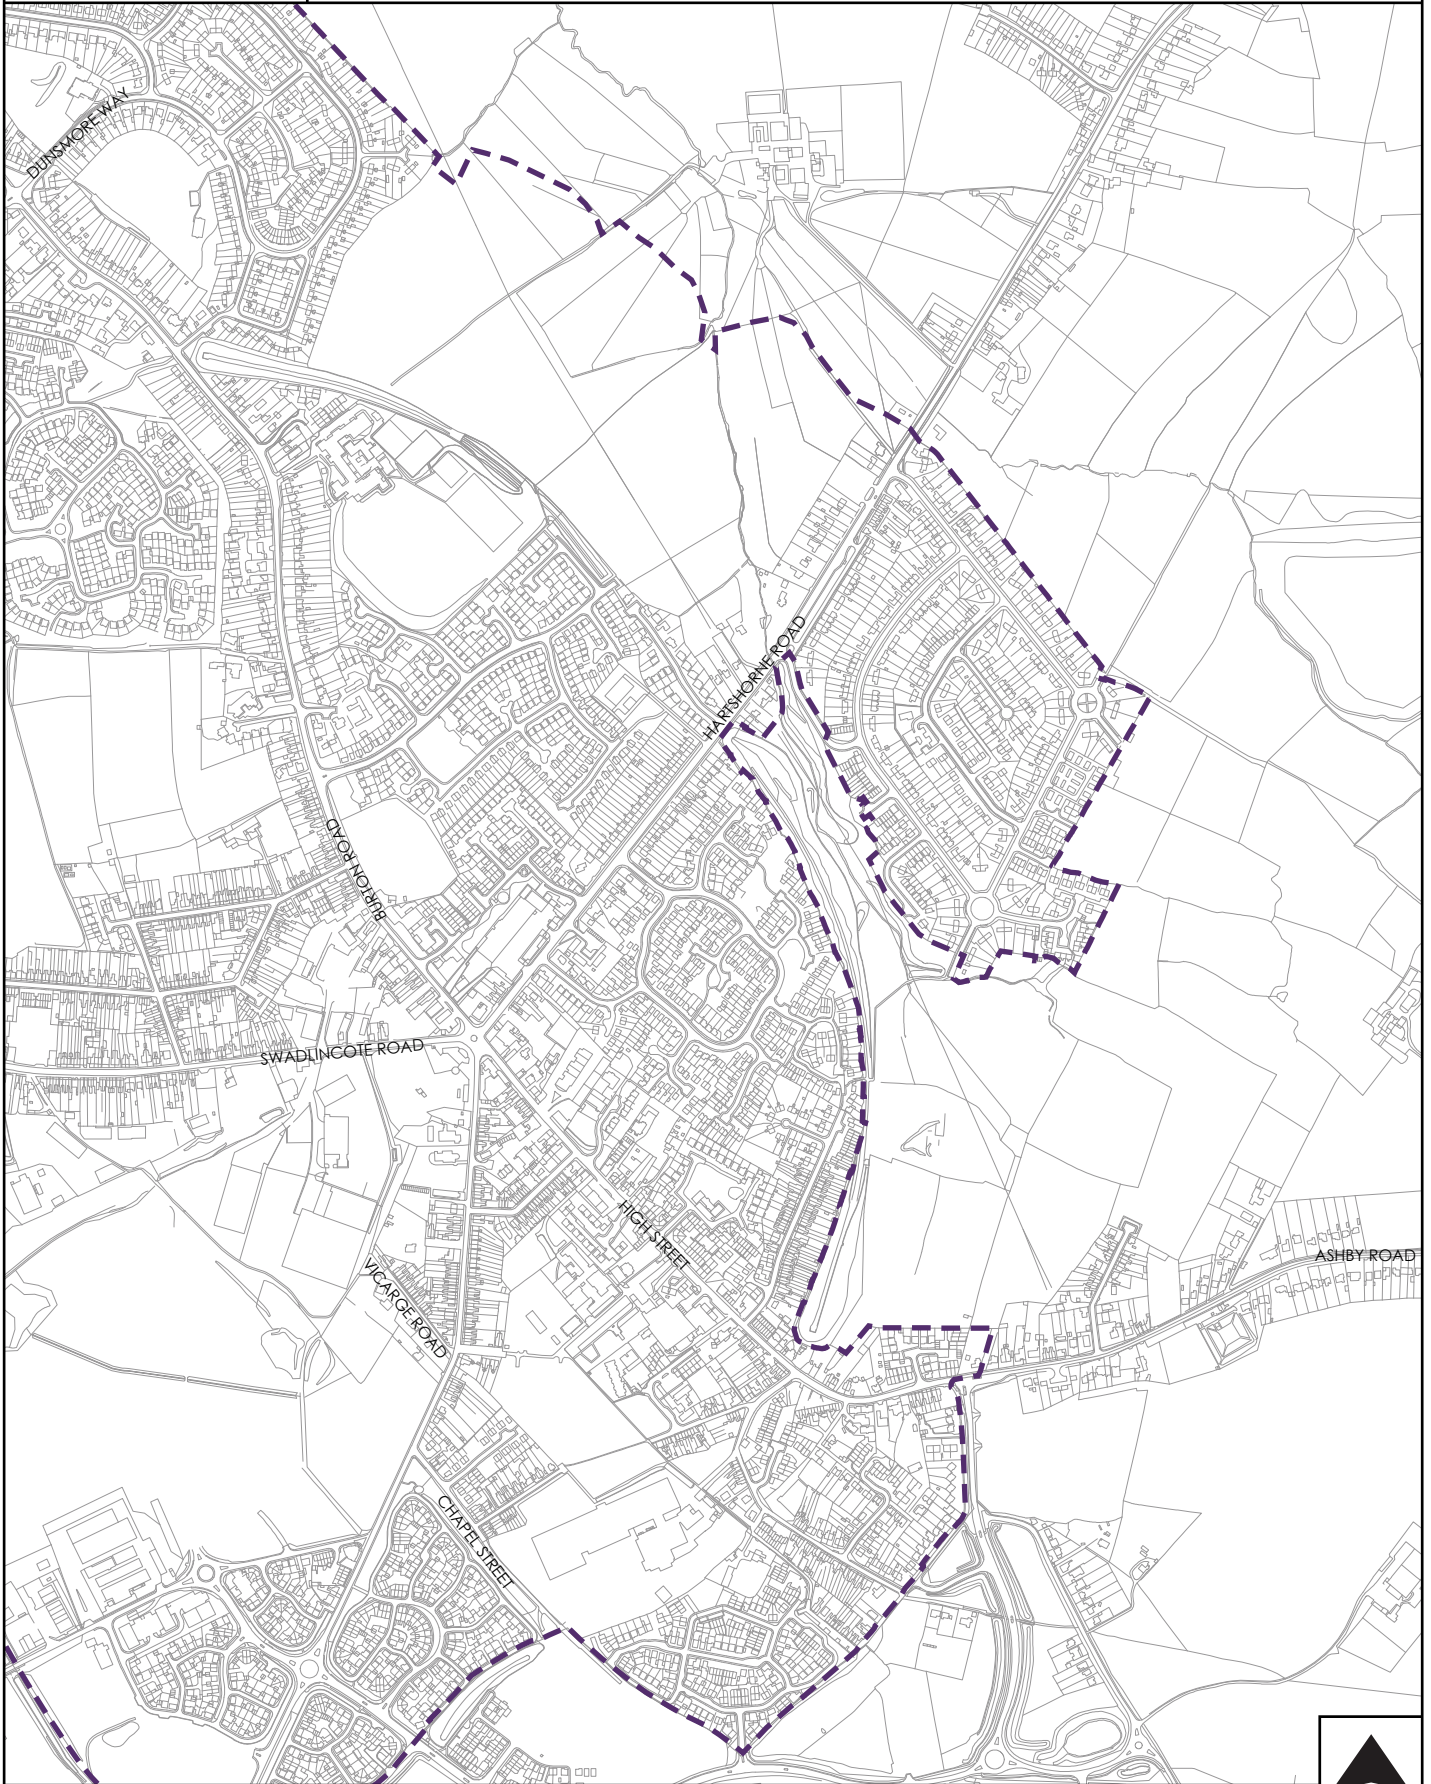 DUNSMORE WAY
HARTSHORNE ROAD
BURTON ROAD
SWADLINCOTE ROAD
HIGH STREET
ASHBY ROAD
VICARGE ROAD
CHAPEL STREET